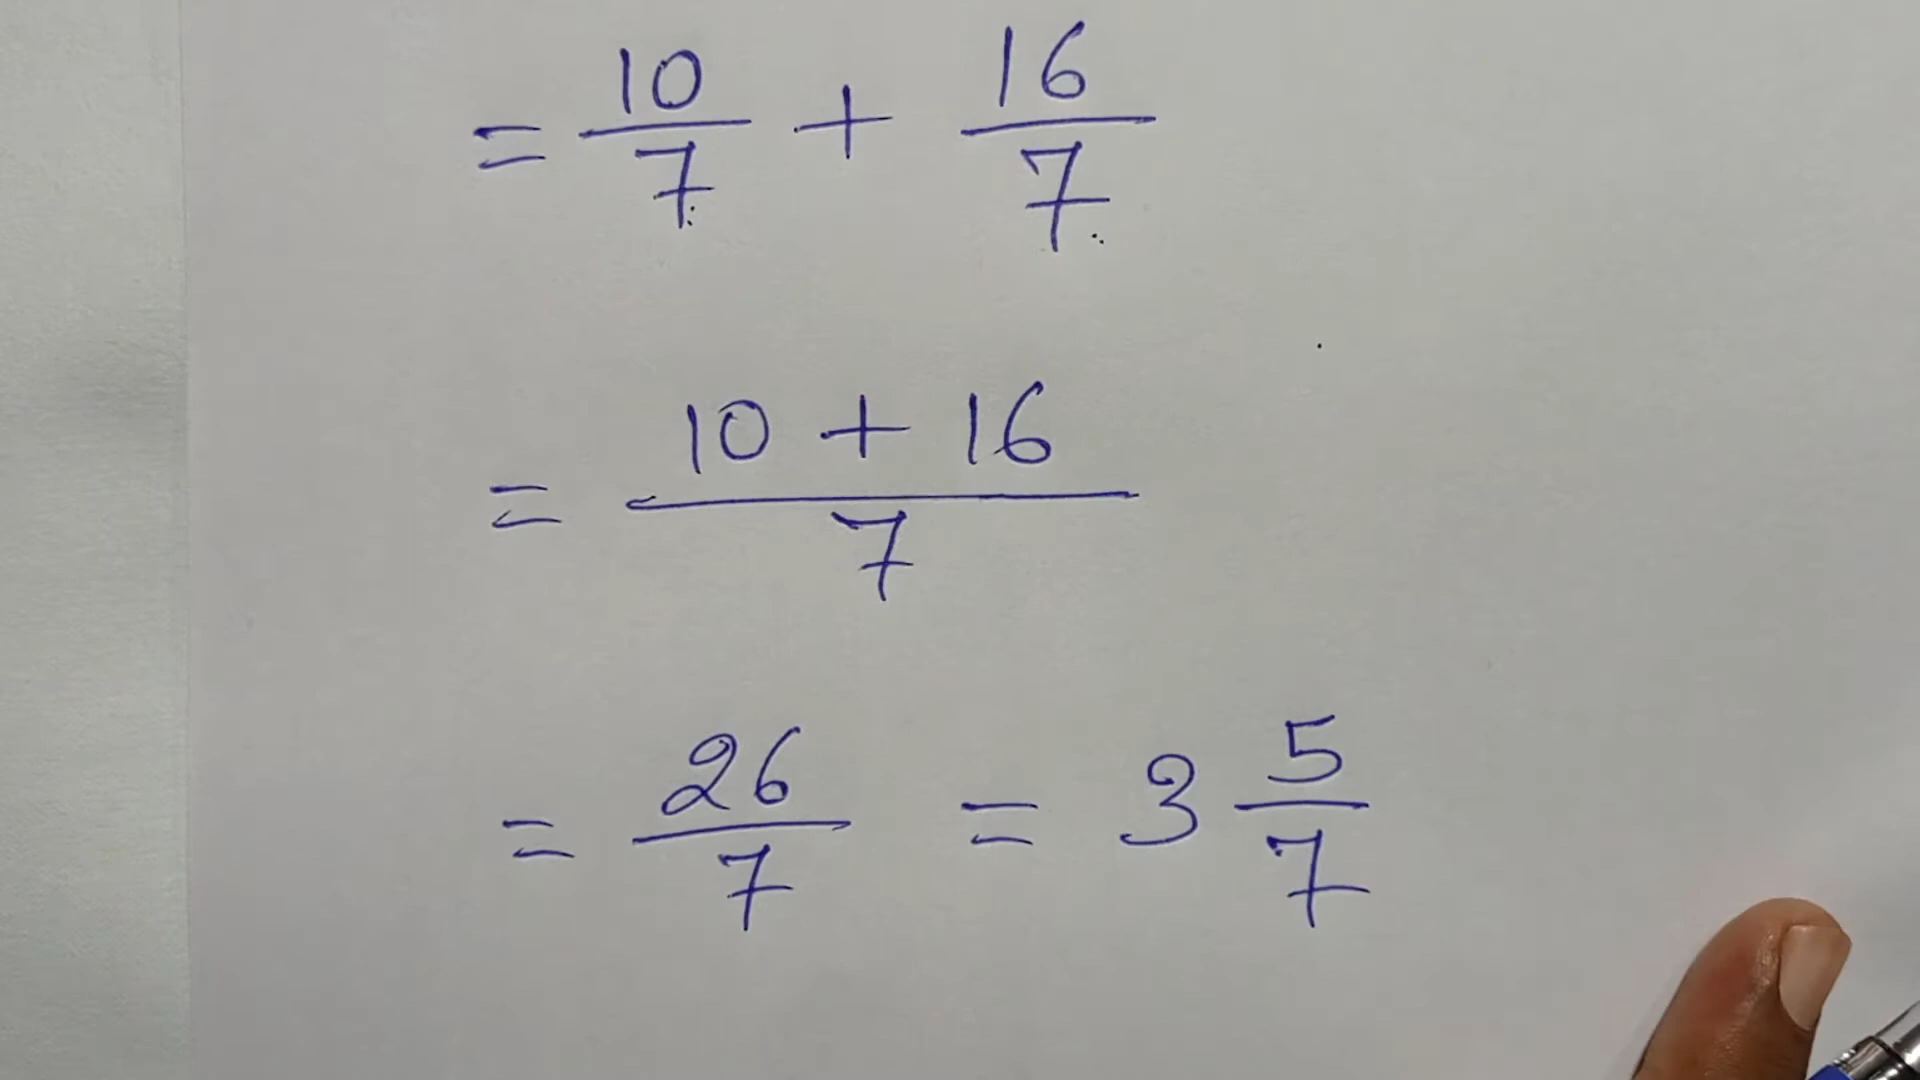 = 10/7 + 16/7
= (10 + 16)/7
= 26/7 = 3 5/7